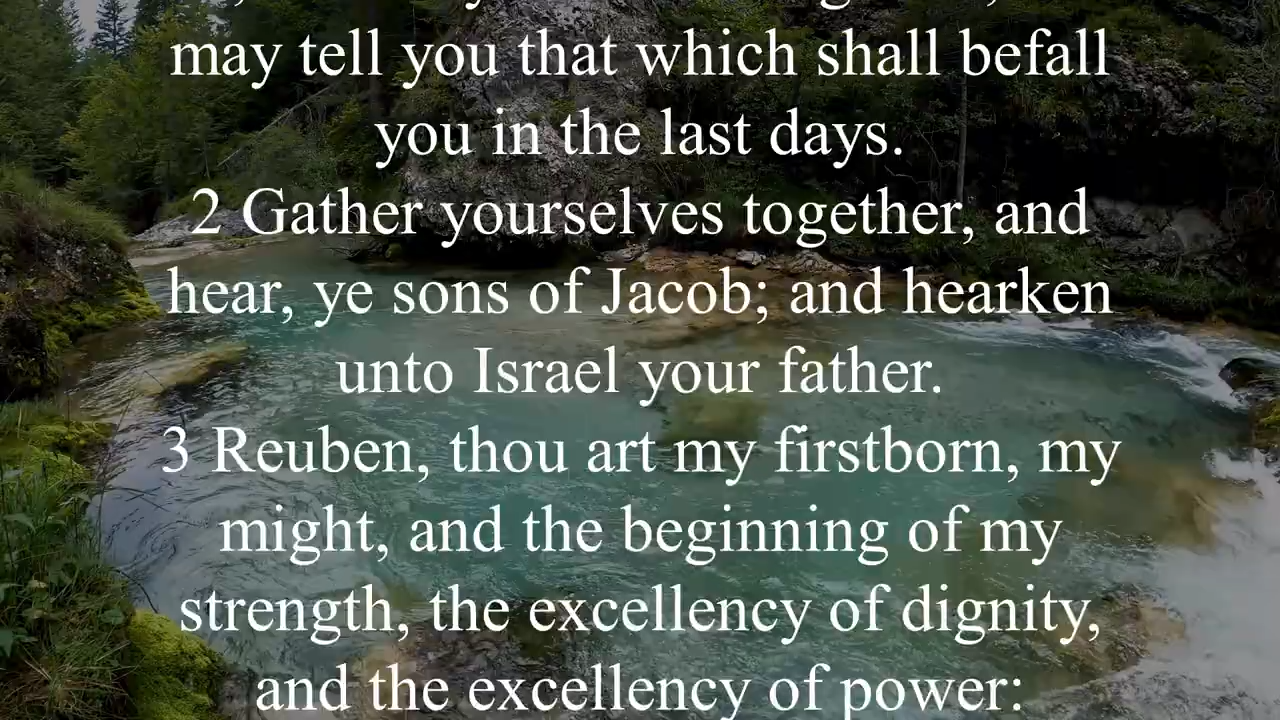 may tell you that which shall befall
you in the last days.
2 Gather yourselves together, and
hear, ye sons of Jacob; and hearken
unto Israel your father.
3 Reuben, thou art my firstborn, my
might, and the beginning of my
strength, the excellency of dignity,
and the excellency of power: